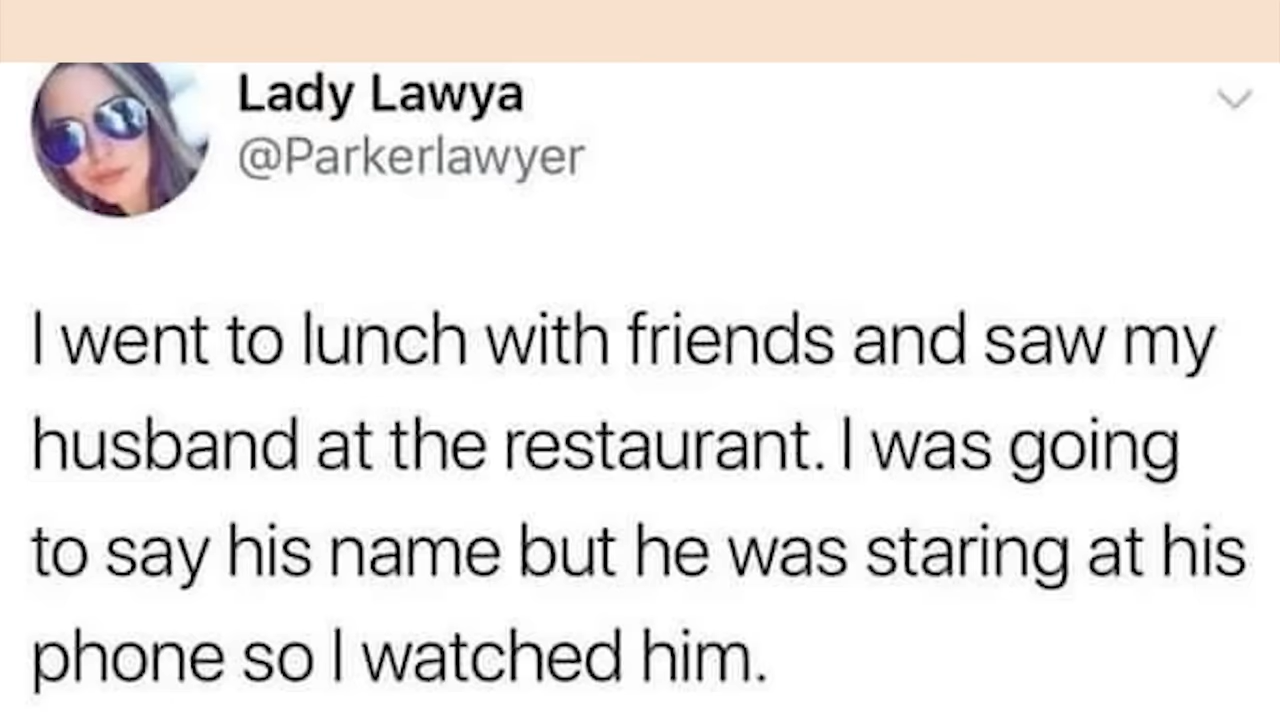 Lady Lawya
@Parkerlawyer
I went to lunch with friends and saw my
husband at the restaurant. I was going
to say his name but he was staring at his
phone so I watched him.